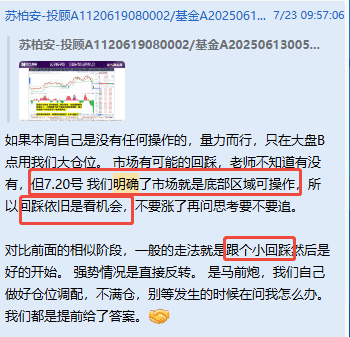 苏柏安-投顾A1120619080002/基金A20250613005... 7/23 09:57:06
苏柏安-投顾A1120619080002/基金A20250613005...
如果本周自己是没有任何操作的，量力而行，只在大盘B
点用我们大仓位。 市场有可能的回踩，老师不知道有没
有，但7.20号 我们明确了市场就是底部区域可操作，所
以回踩依旧是看机会，不要涨了再问思考要不要追。
对比前面的相似阶段，一般的走法就是跟个小回踩然后是
好的开始。 强势情况是直接反转。 是马前炮，我们自己
做好仓位调配，不满仓，别等发生的时候在问我怎么办。
我们都是提前给了答案。🤝